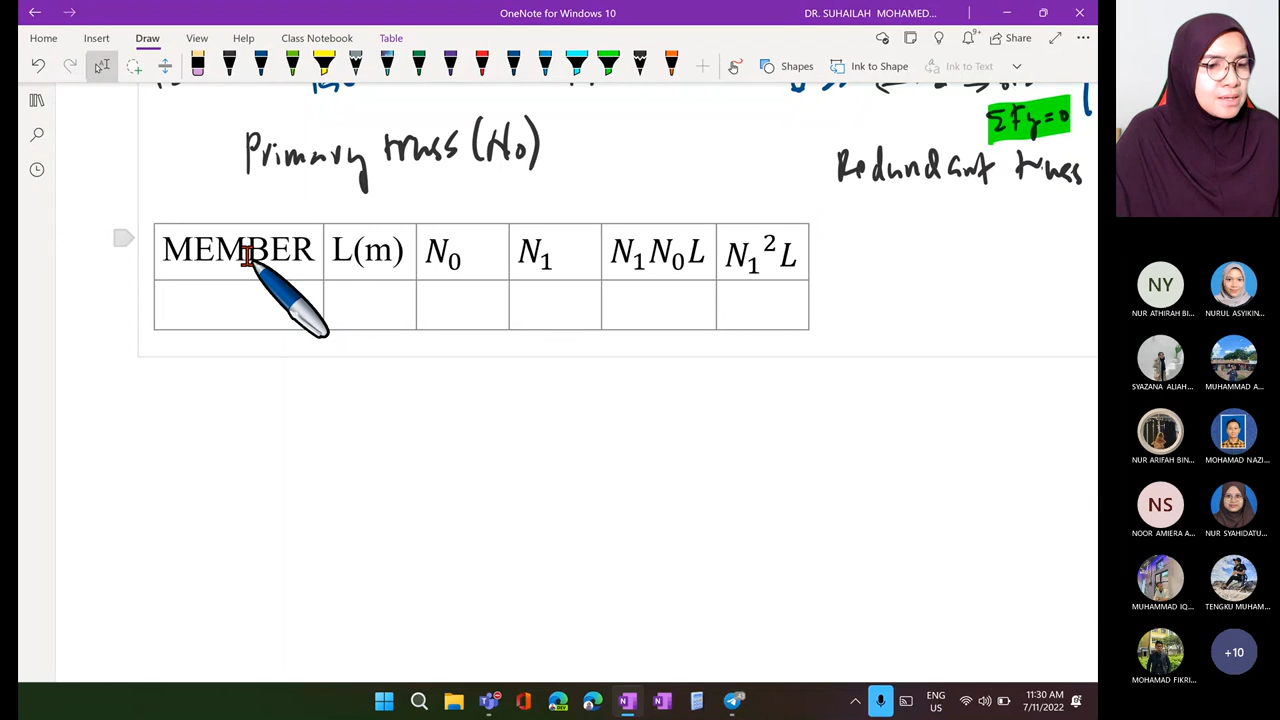 OneNote for Windows 10
DR. SUHAILAH MOHAMED...
Home
Insert
Draw
View
Help
Class Notebook
Table
9+
Share
Shapes
Ink to Shape
Ink to Text
ΣFy=0
Primary truss (N₀)
Redundant truss
MEMBER L(m) N₀ N₁ N₁N₀L N₁²L
NY
NUR ATHIRAH BI...
NURUL ASYIKIN...
SYAZANA ALIAH...
MUHAMMAD A...
NUR ARIFAH BIN...
MOHAMAD NAZI...
NS
NOOR AMIERA A...
NUR SYAHIDATU...
MUHAMMAD IQ...
TENGKU MUHAM...
+10
MOHAMAD FIKRI...
DEV
ENG
US
11:30 AM
7/11/2022